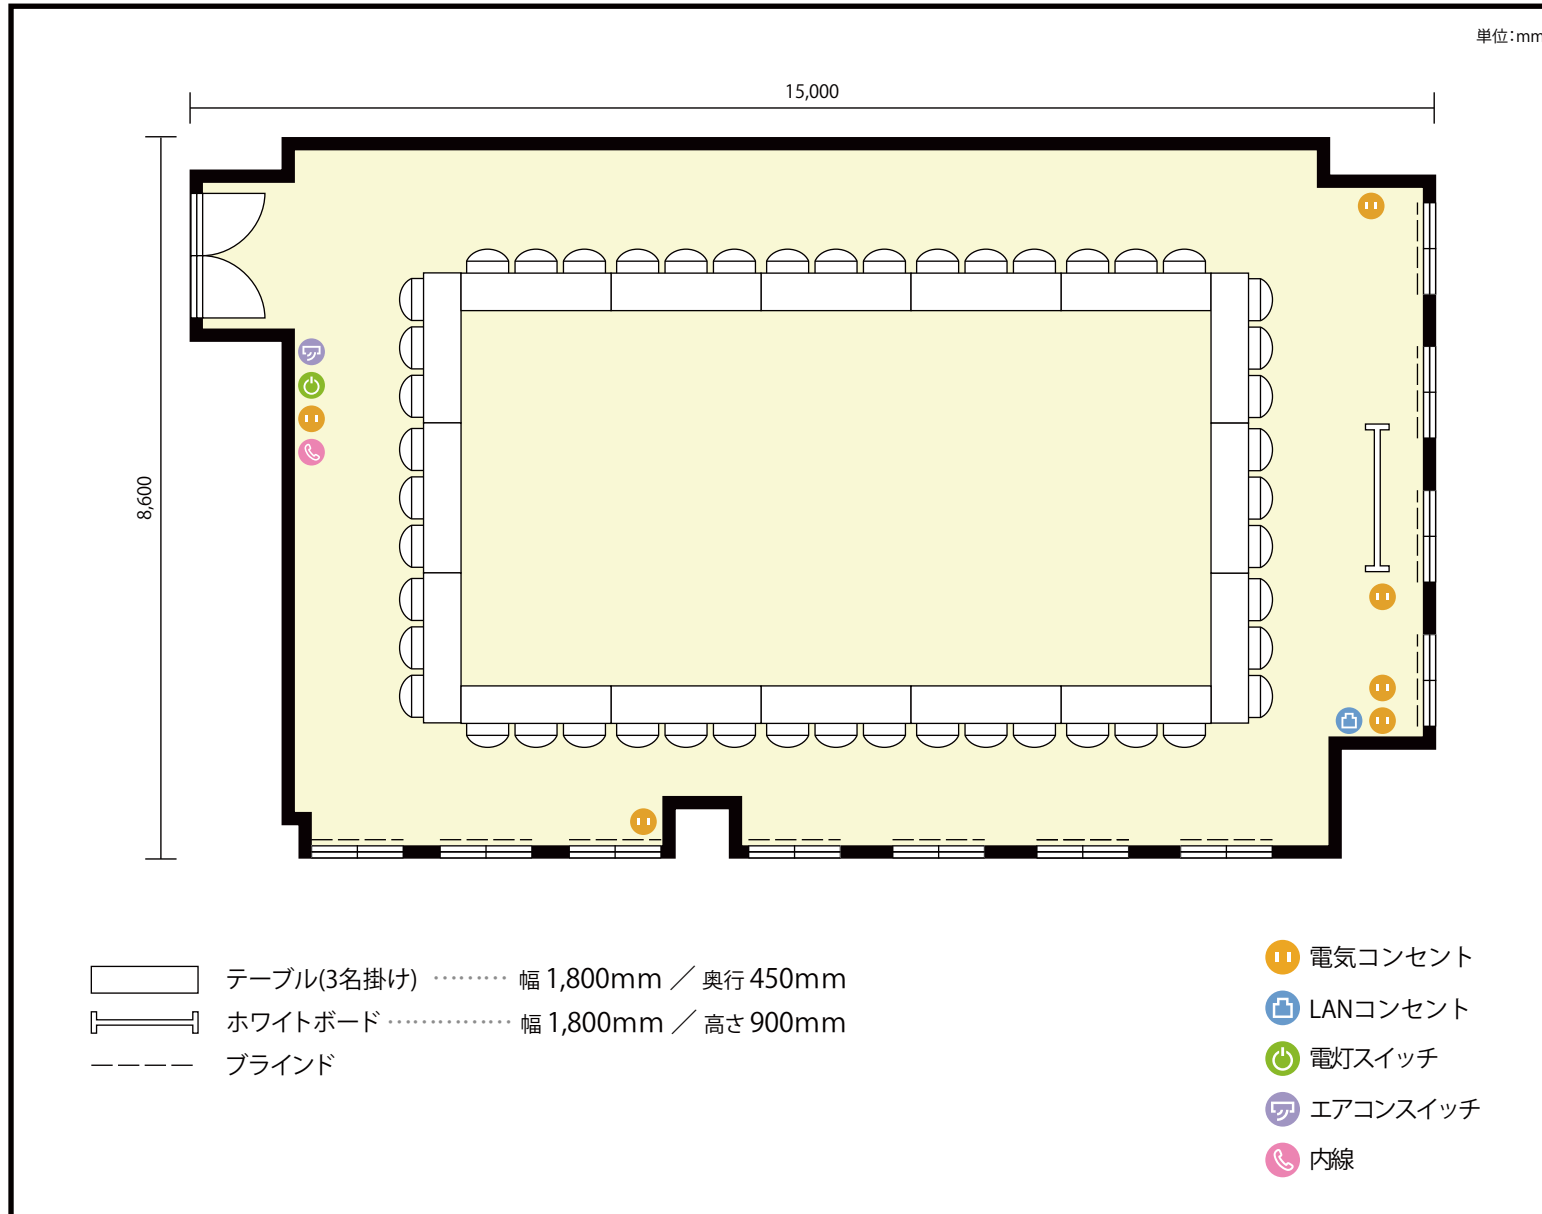 単位：mm
15,000
8,600
テーブル(3名掛け) ········· 幅 1,800mm ／ 奥行 450mm
ホワイトボード ··············· 幅 1,800mm ／ 高さ 900mm
ブラインド
電気コンセント
LANコンセント
電灯スイッチ
エアコンスイッチ
内線